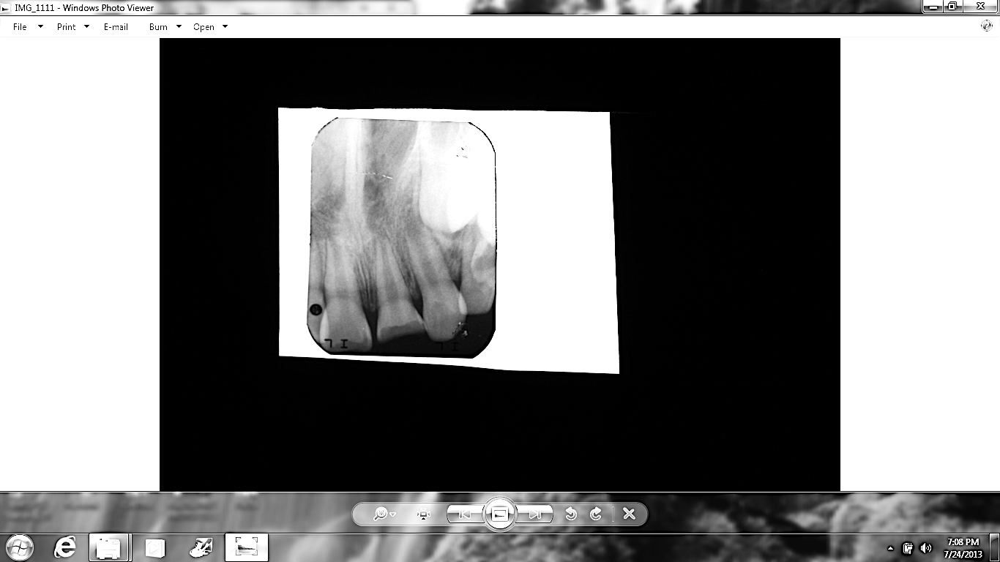 IMG_1111 - Windows Photo Viewer
File Print E-mail Burn Open
7:08 PM
7/24/2013